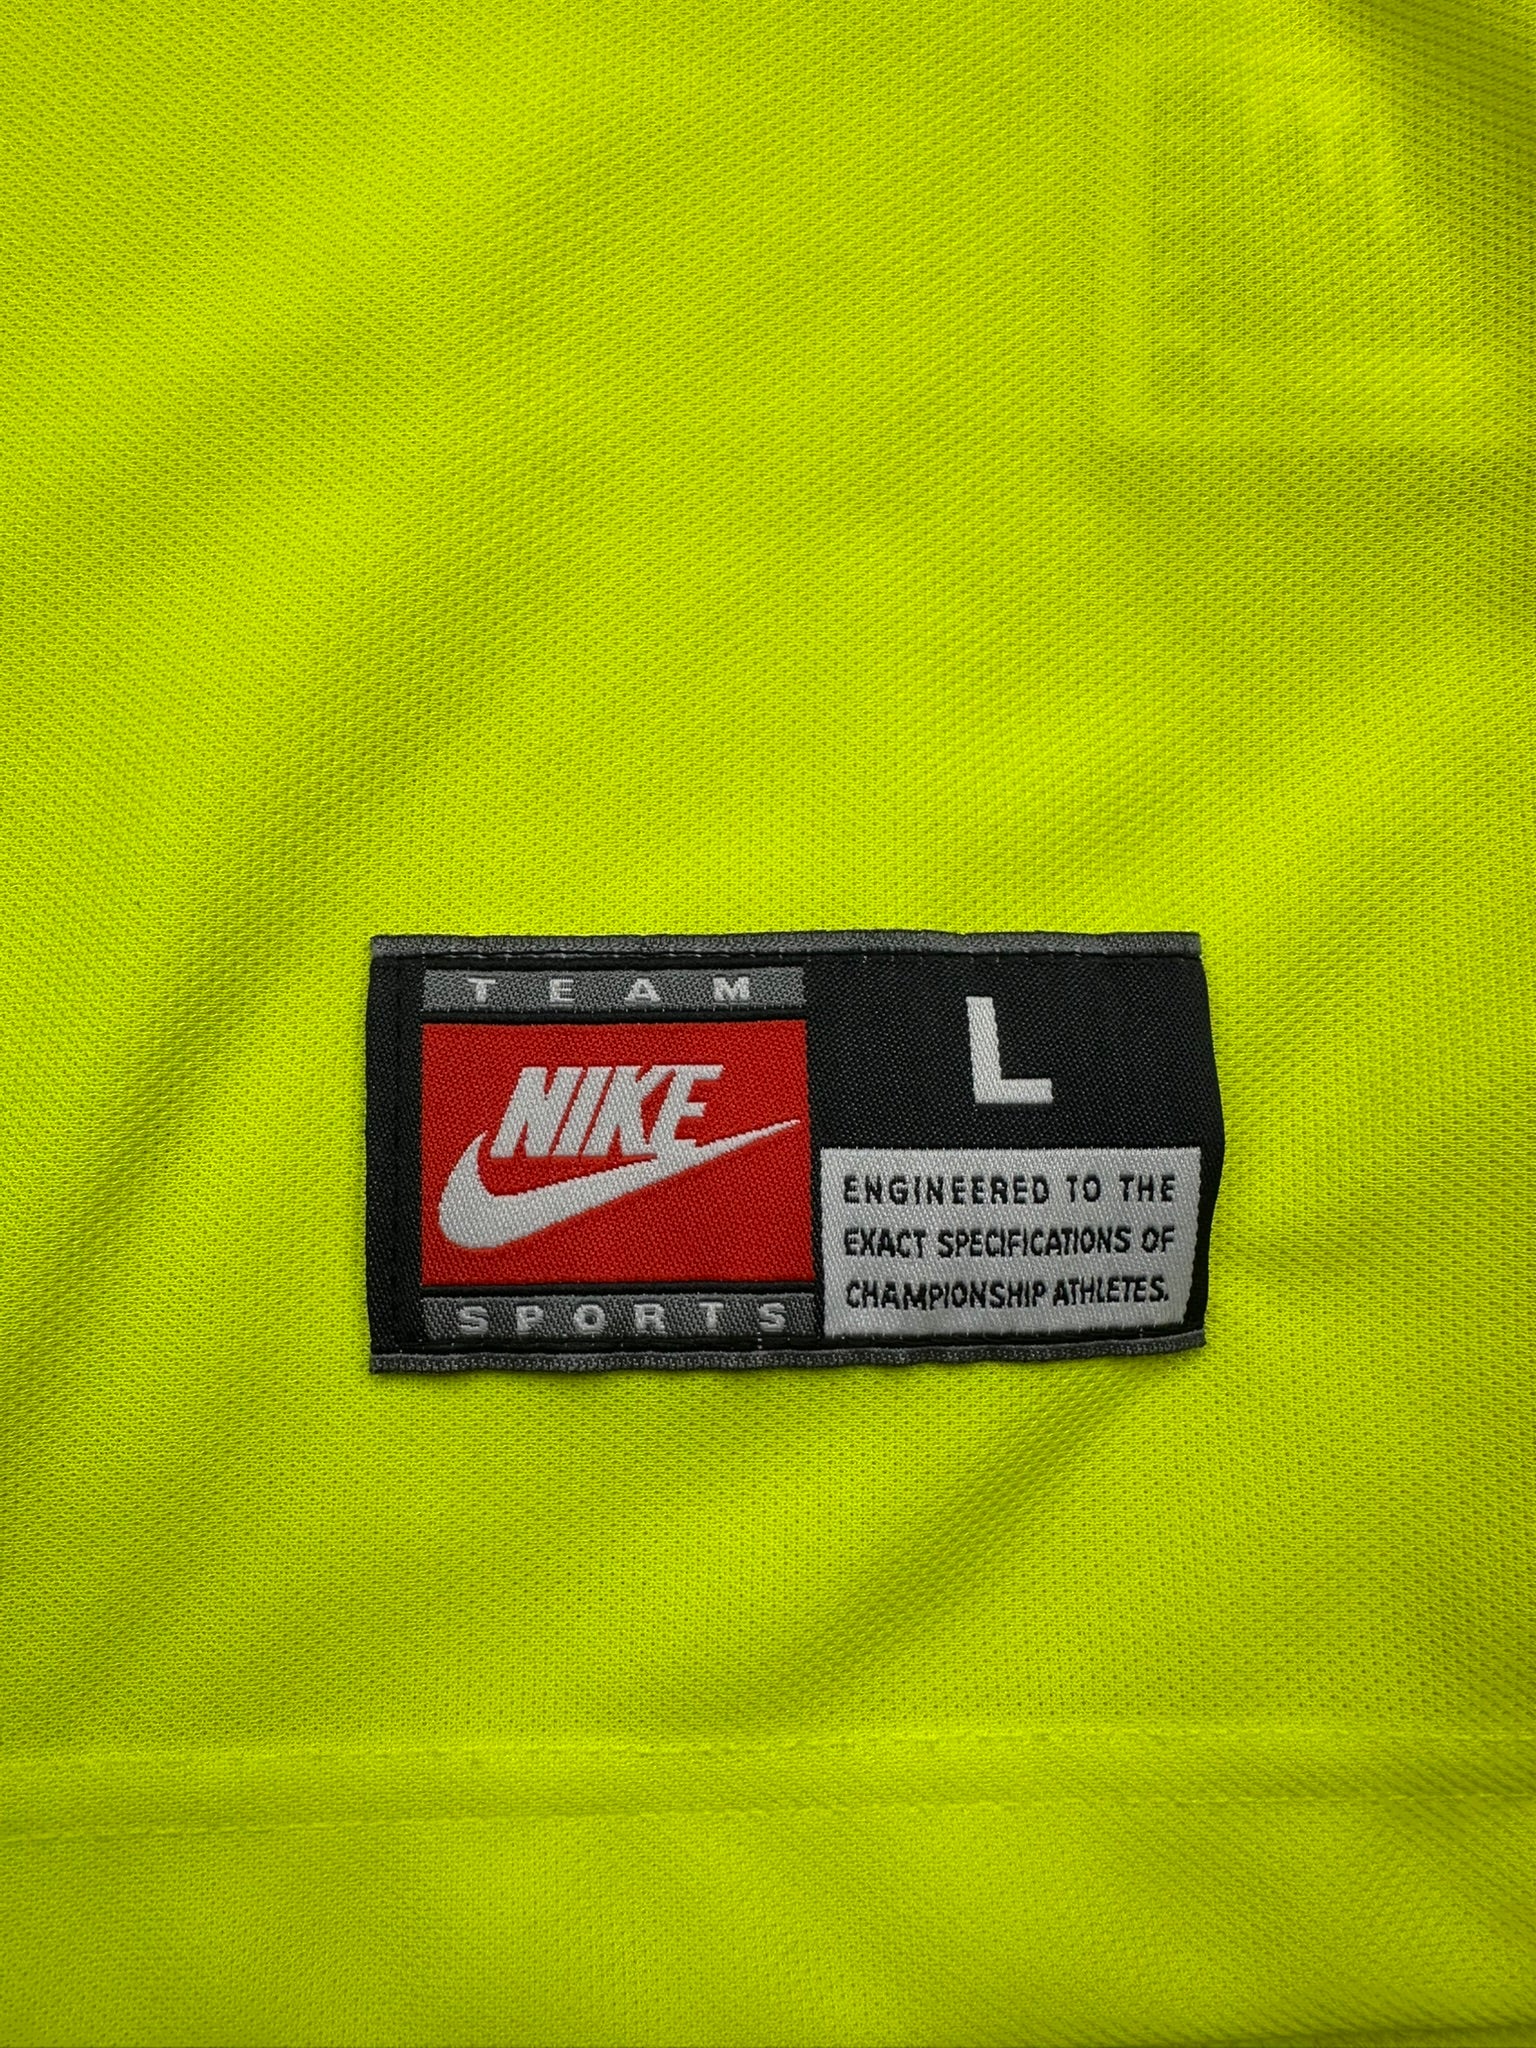 TEAM
NIKE
SPORTS
L
ENGINEERED TO THE
EXACT SPECIFICATIONS OF
CHAMPIONSHIP ATHLETES.